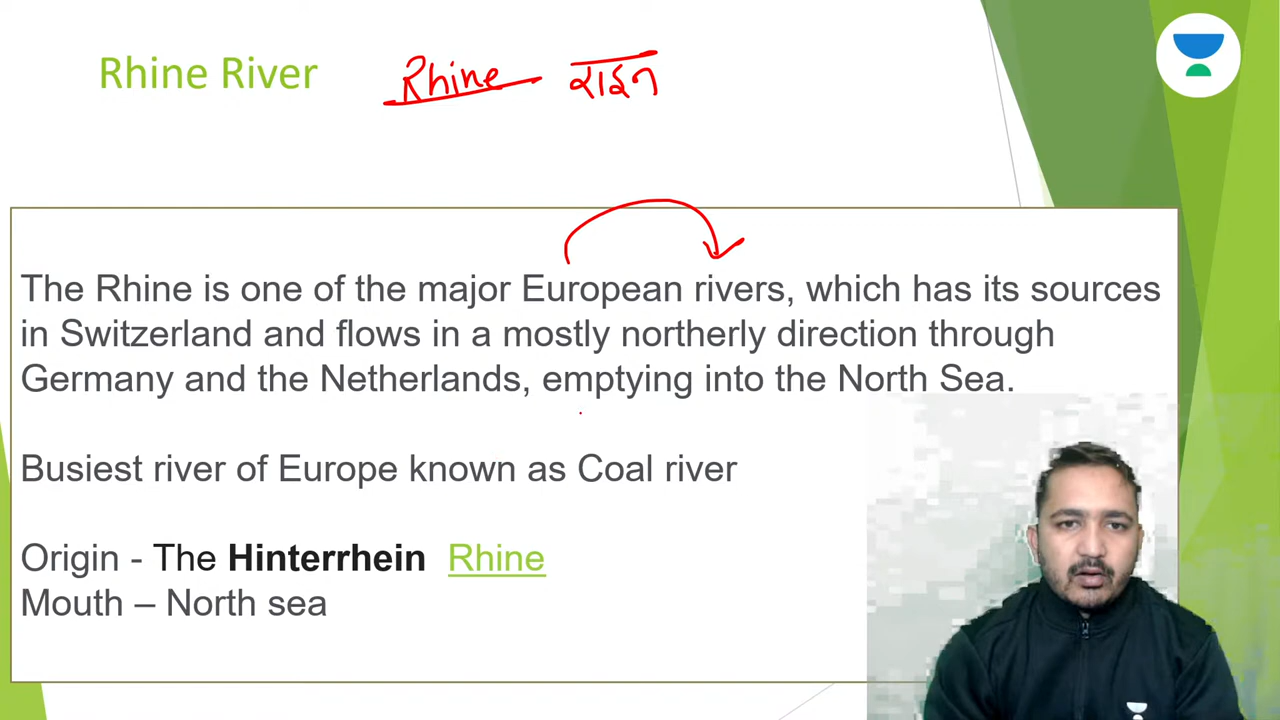 Rhine River Rhine राइन
The Rhine is one of the major European rivers, which has its sources
in Switzerland and flows in a mostly northerly direction through
Germany and the Netherlands, emptying into the North Sea.
Busiest river of Europe known as Coal river
Origin - The Hinterrhein Rhine
Mouth – North sea